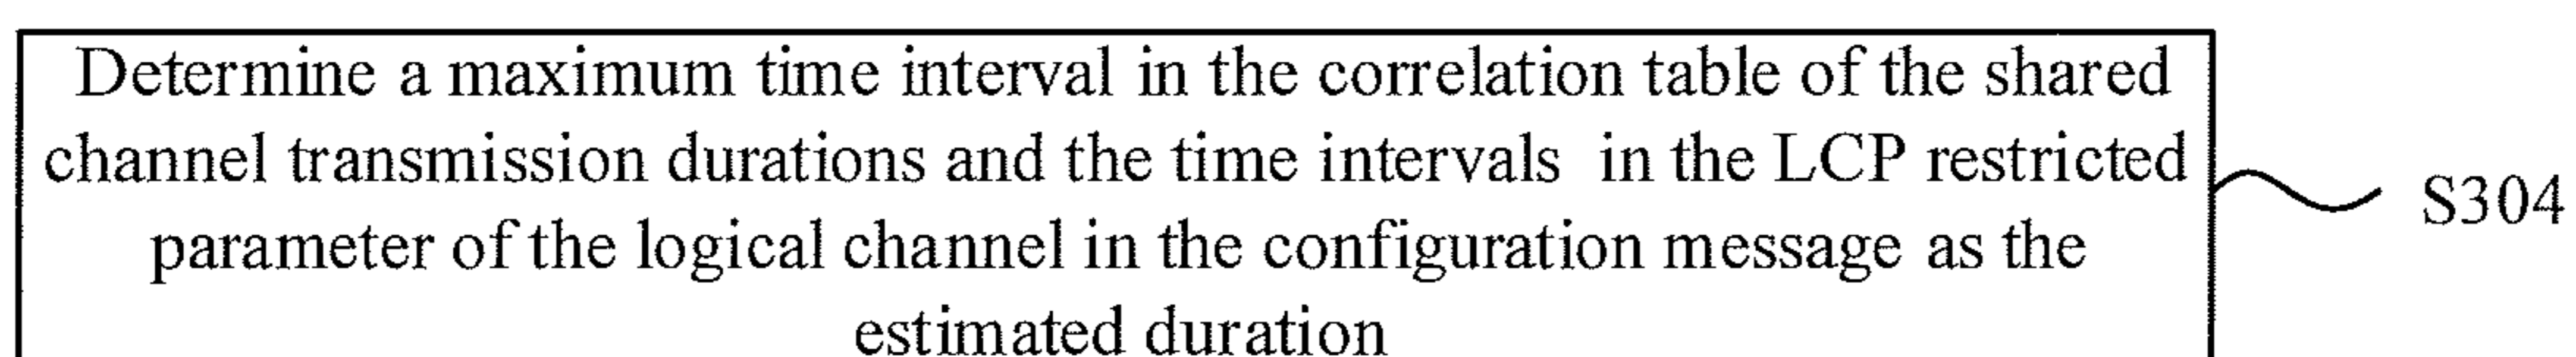 Determine a maximum time interval in the correlation table of the shared
channel transmission durations and the time intervals in the LCP restricted
parameter of the logical channel in the configuration message as the
estimated duration
S304